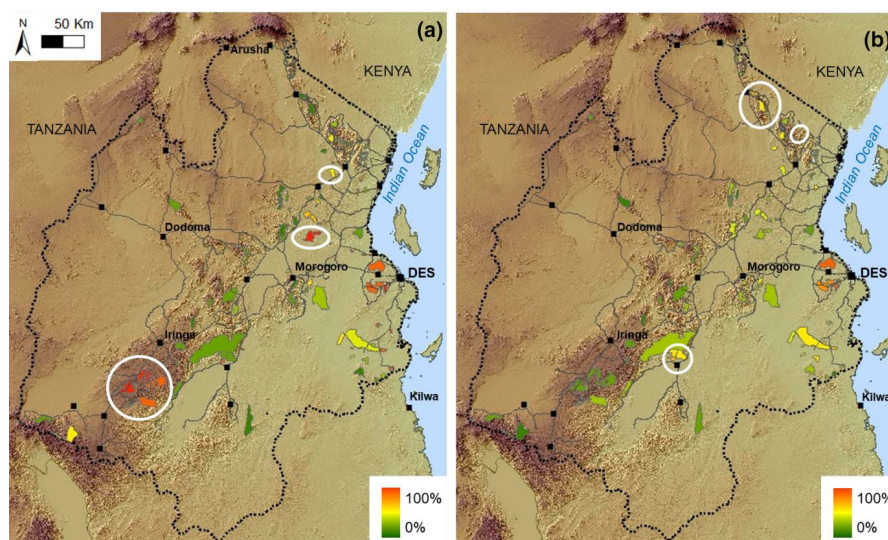 N
50 Km
(a)
Arusha
KENYA
TANZANIA
Indian Ocean
Dodoma
Morogoro
DES
Iringa
Kilwa
100%
0%
(b)
KENYA
TANZANIA
Indian Ocean
Dodoma
Morogoro
DES
Iringa
Kilwa
100%
0%